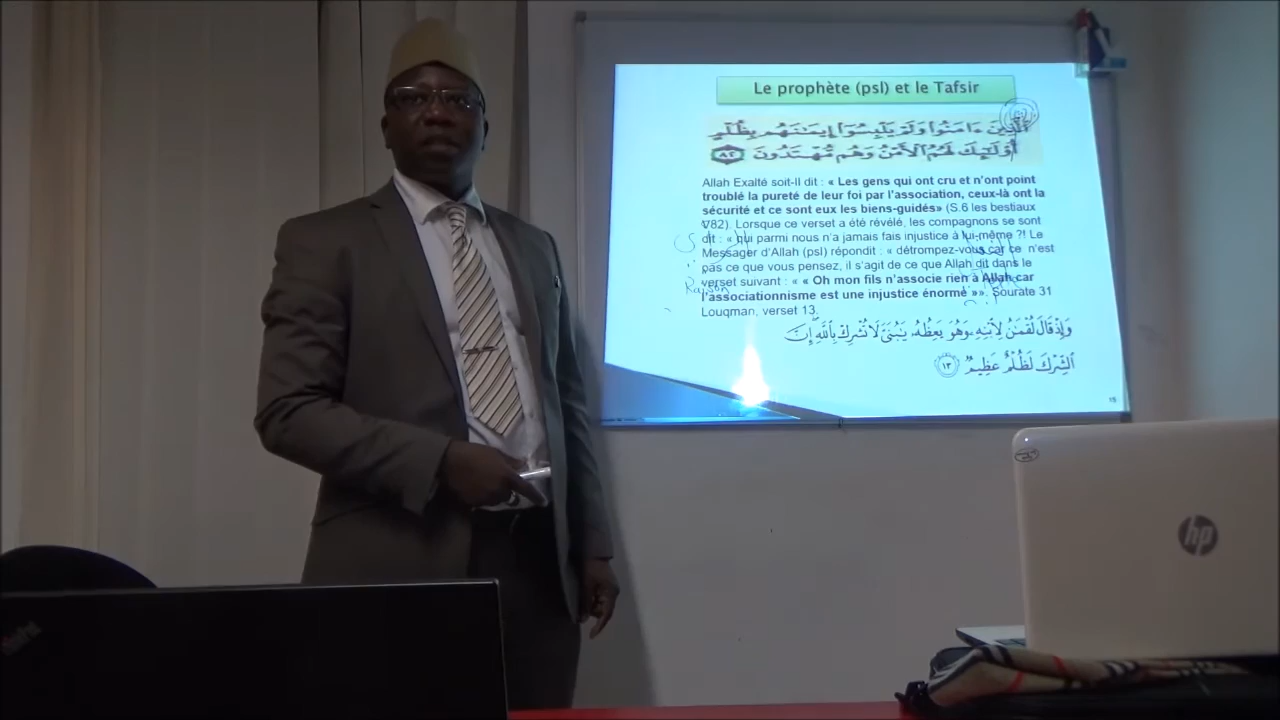 Le prophète (psl) et le Tafsir
ٱلَّذِينَ ءَامَنُوا۟ وَلَمْ يَلْبِسُوٓا۟ إِيمَـٰنَهُم بِظُلْمٍ
أُو۟لَـٰٓئِكَ لَهُمُ ٱلْأَمْنُ وَهُم مُّهْتَدُونَ ٨٢
Allah Exalté soit-Il dit : « Les gens qui ont cru et n'ont point
troublé la pureté de leur foi par l'association, ceux-là ont la
sécurité et ce sont eux les biens-guidés» (S.6 les bestiaux
V82). Lorsque ce verset a été révélé, les compagnons se sont
dit : « qui parmi nous n'a jamais fais injustice à lui-même ?! Le
Messager d'Allah (psl) répondit : « détrompez-vous car ce n'est
pas ce que vous pensez, il s'agit de ce que Allah dit dans le
verset suivant : « « Oh mon fils n'associe rien à Allah car
l'associationnisme est une injustice énorme »». Sourate 31
Louqman, verset 13.
وَإِذْ قَالَ لُقْمَـٰنُ لِٱبْنِهِۦ وَهُوَ يَعِظُهُۥ يَـٰبُنَىَّ لَا تُشْرِكْ بِٱللَّهِ إِنَّ
ٱلشِّرْكَ لَظُلْمٌ عَظِيمٌ ١٣
15
hp